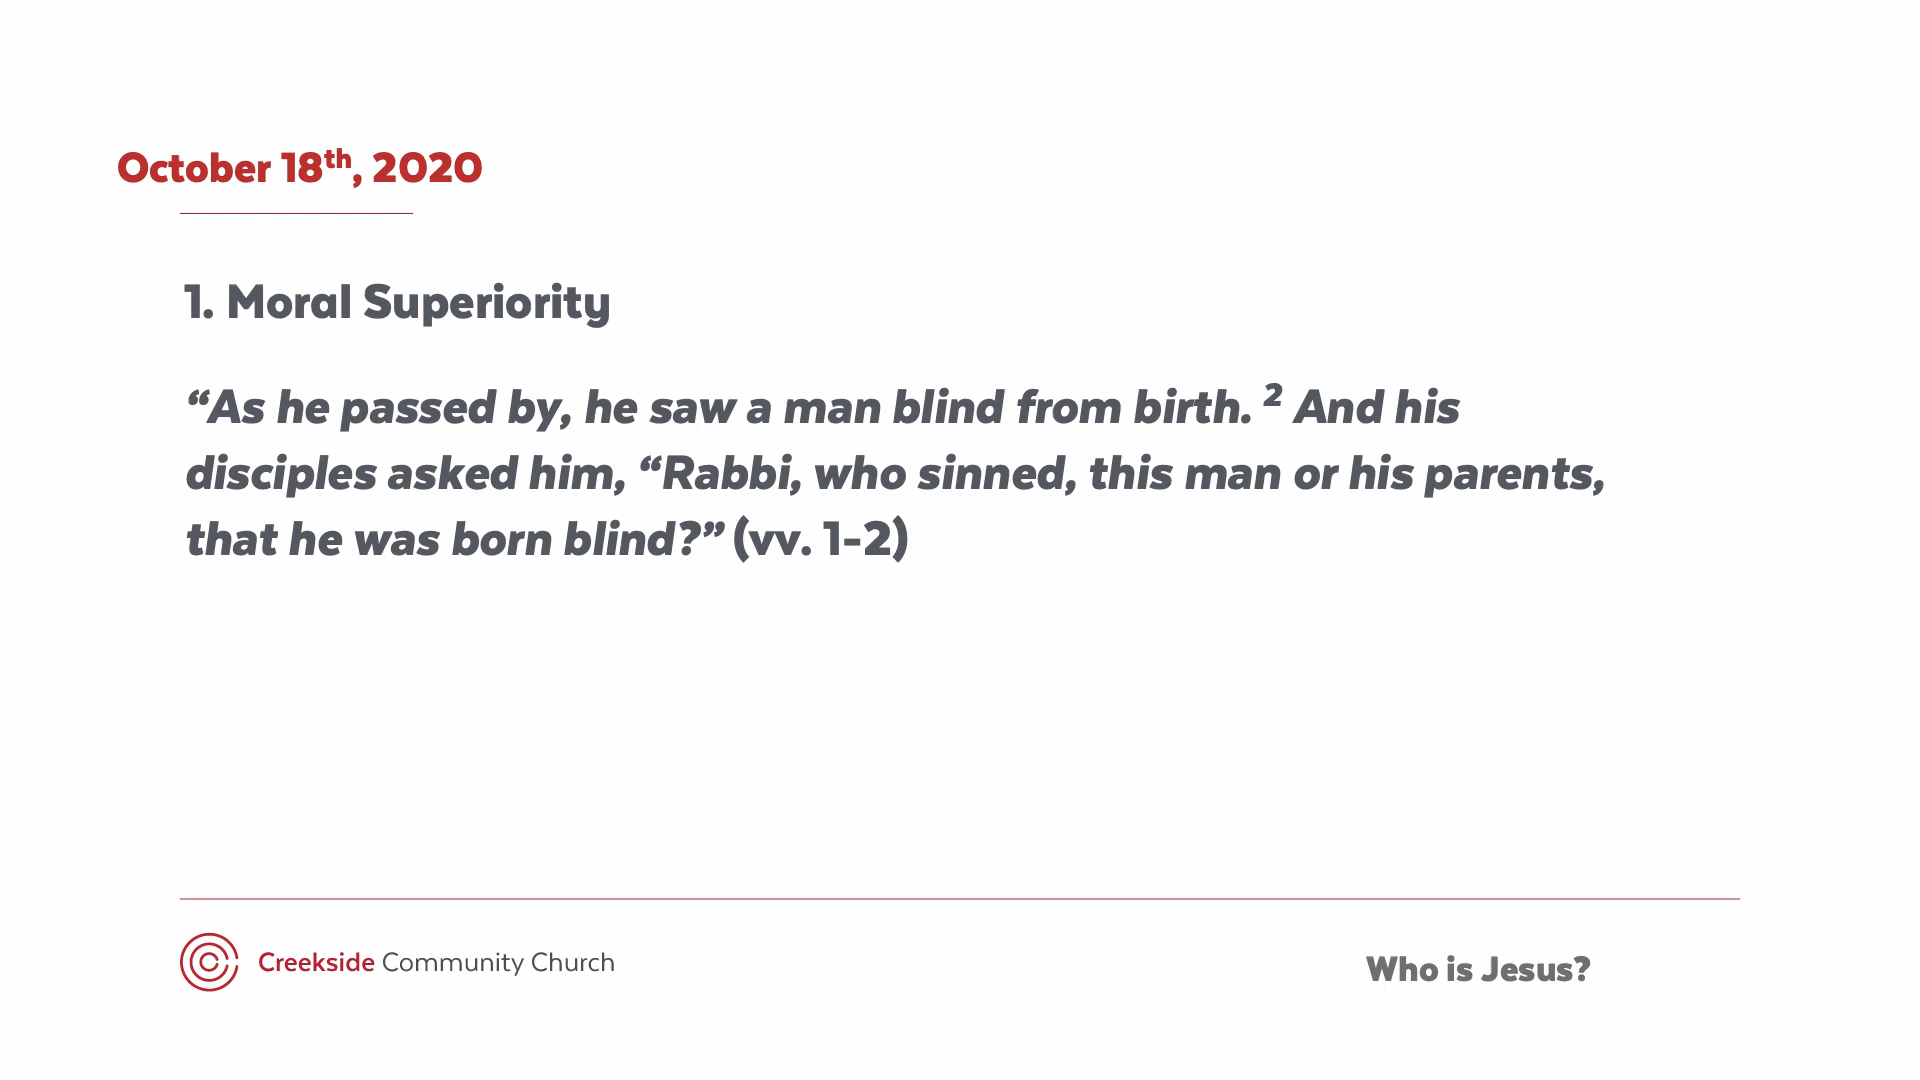 October 18th, 2020
1. Moral Superiority
“As he passed by, he saw a man blind from birth. 2 And his
disciples asked him, “Rabbi, who sinned, this man or his parents,
that he was born blind?” (vv. 1-2)
Creekside Community Church
Who is Jesus?